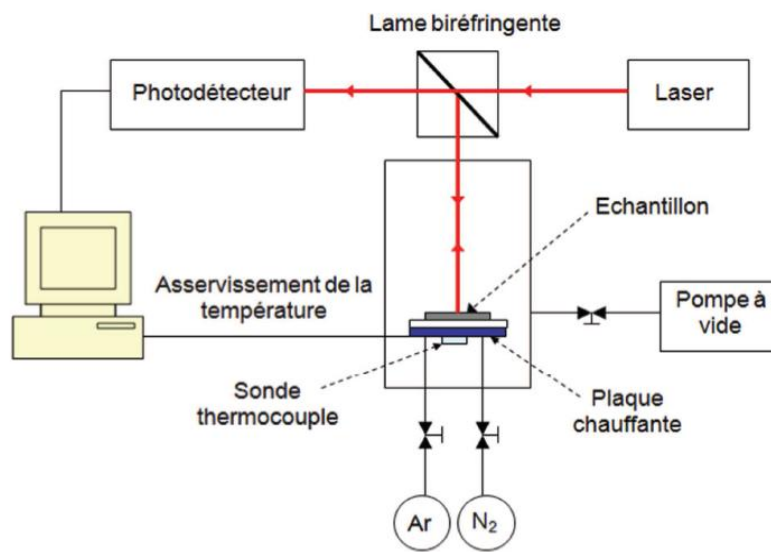 Lame biréfringente
Photodétecteur
Laser
Echantillon
Asservissement de la
température
Pompe à
vide
Sonde
thermocouple
Plaque
chauffante
Ar
N₂